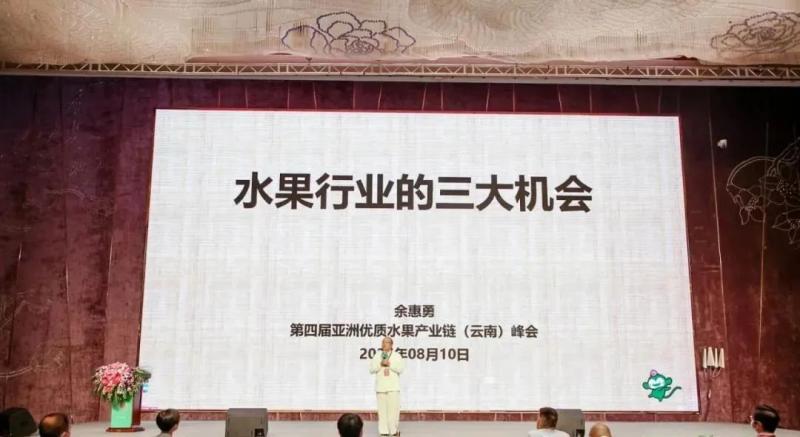 水果行业的三大机会
余惠勇
第四届亚洲优质水果产业链（云南）峰会
年08月10日